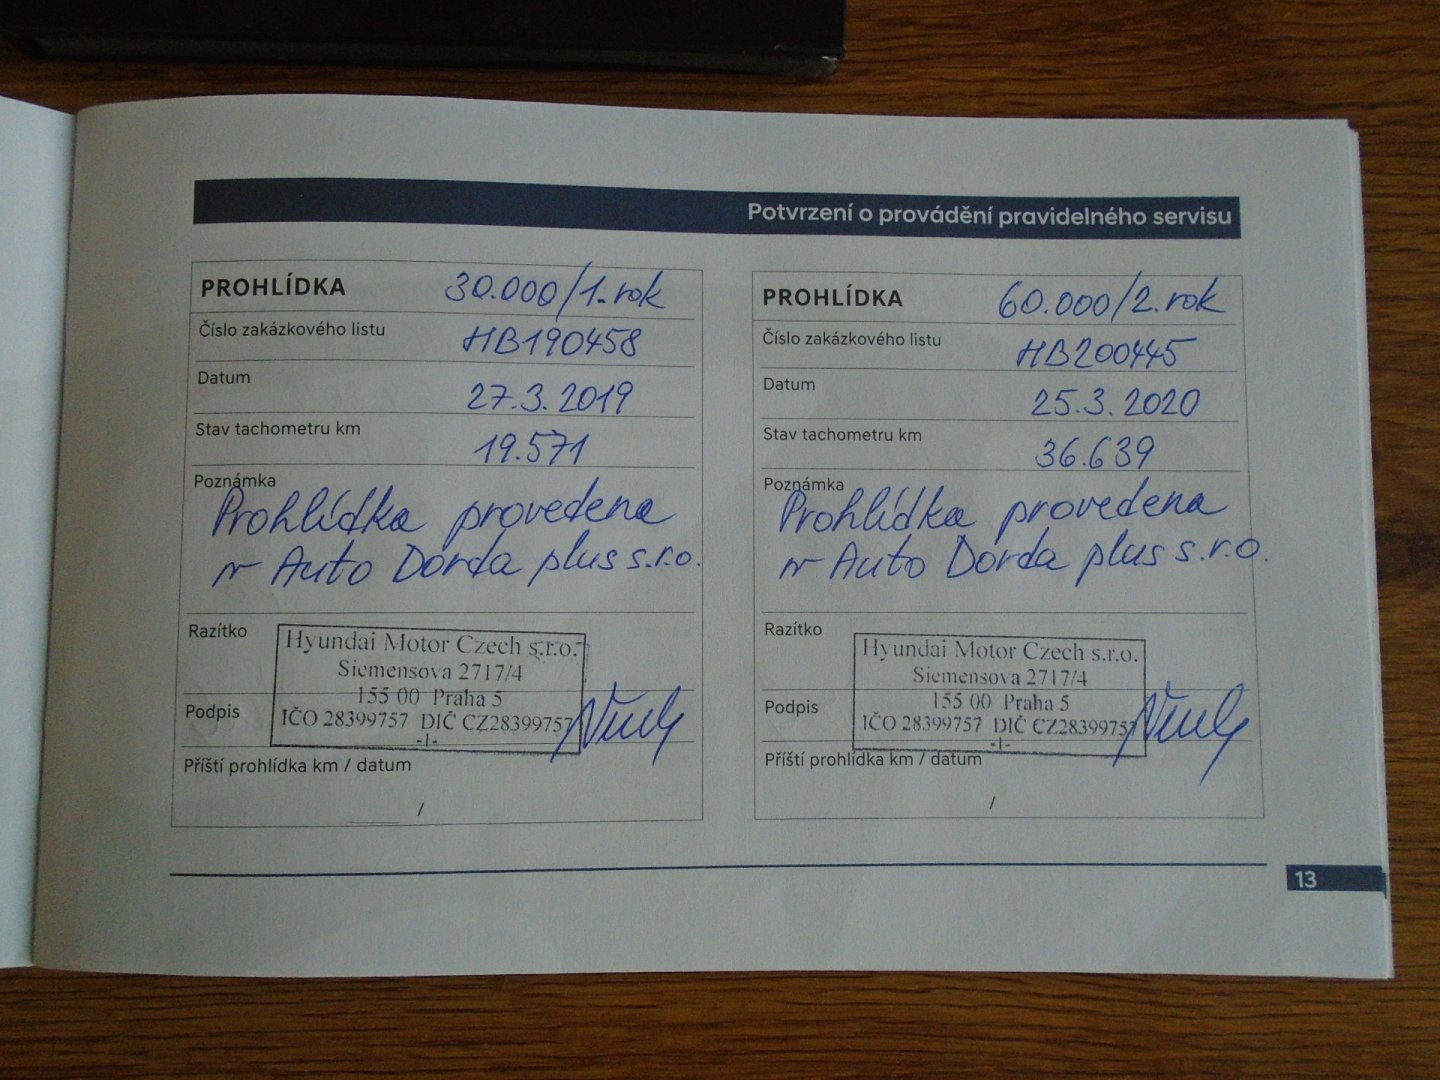 Potvrzení o provádění pravidelného servisu
PROHLÍDKA 30.000/1. rok
Číslo zakázkového listu HB190458
Datum 27.3.2019
Stav tachometru km 19.571
Poznámka
Prohlídka provedena
v Auto Dorda plus s.r.o.
Razítko
Hyundai Motor Czech s.r.o.
Siemensova 2717/4
155 00 Praha 5
Podpis
IČO 28399757 DIČ CZ28399757
-1-
Příští prohlídka km / datum
/
PROHLÍDKA 60.000/2. rok
Číslo zakázkového listu HB200445
Datum 25.3.2020
Stav tachometru km 36.639
Poznámka
Prohlídka provedena
v Auto Dorda plus s.r.o.
Razítko
Hyundai Motor Czech s.r.o.
Siemensova 2717/4
155 00 Praha 5
Podpis
IČO 28399757 DIČ CZ28399757
-1-
Příští prohlídka km / datum
/
13